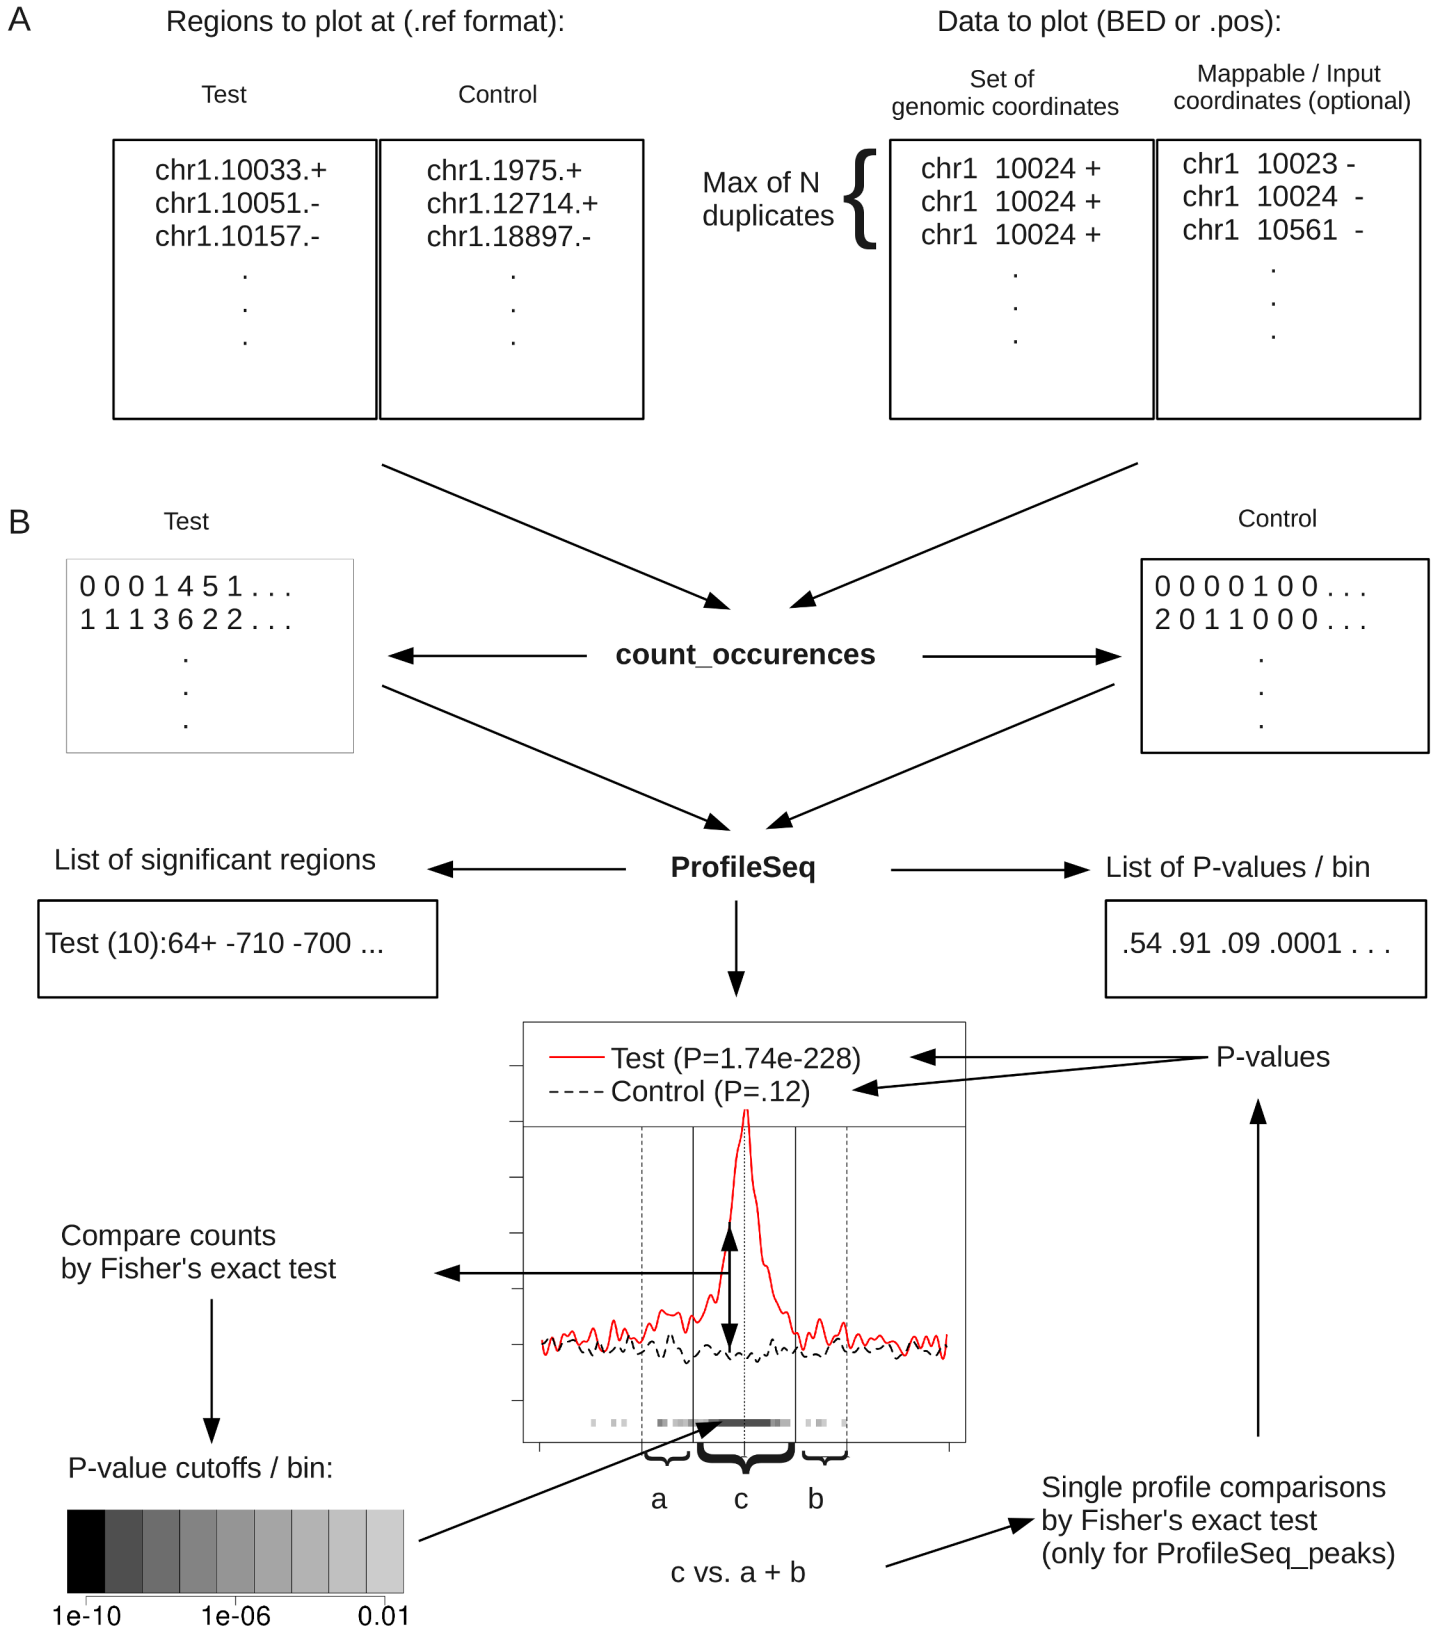 A
Regions to plot at (.ref format):
Data to plot (BED or .pos):
Test
Control
Set of
genomic coordinates
Mappable / Input
coordinates (optional)
chr1.10033.+
chr1.10051.-
chr1.10157.-
.
.
.
chr1.1975.+
chr1.12714.+
chr1.18897.-
.
.
.
Max of N
duplicates
{
chr1 10024 +
chr1 10024 +
chr1 10024 +
.
.
.
chr1 10023 -
chr1 10024 -
chr1 10561 -
.
.
.
B
Test
Control
0 0 0 1 4 5 1 . . .
1 1 1 3 6 2 2 . . .
.
.
.
count_occurences
0 0 0 0 1 0 0 . . .
2 0 1 1 0 0 0 . . .
.
.
.
List of significant regions
ProfileSeq
List of P-values / bin
Test (10):64+ -710 -700 ...
.54 .91 .09 .0001 . . .
Test (P=1.74e-228)
Control (P=.12)
P-values
Compare counts
by Fisher's exact test
P-value cutoffs / bin:
1e-10 1e-06 0.01
a c b
c vs. a + b
Single profile comparisons
by Fisher's exact test
(only for ProfileSeq_peaks)